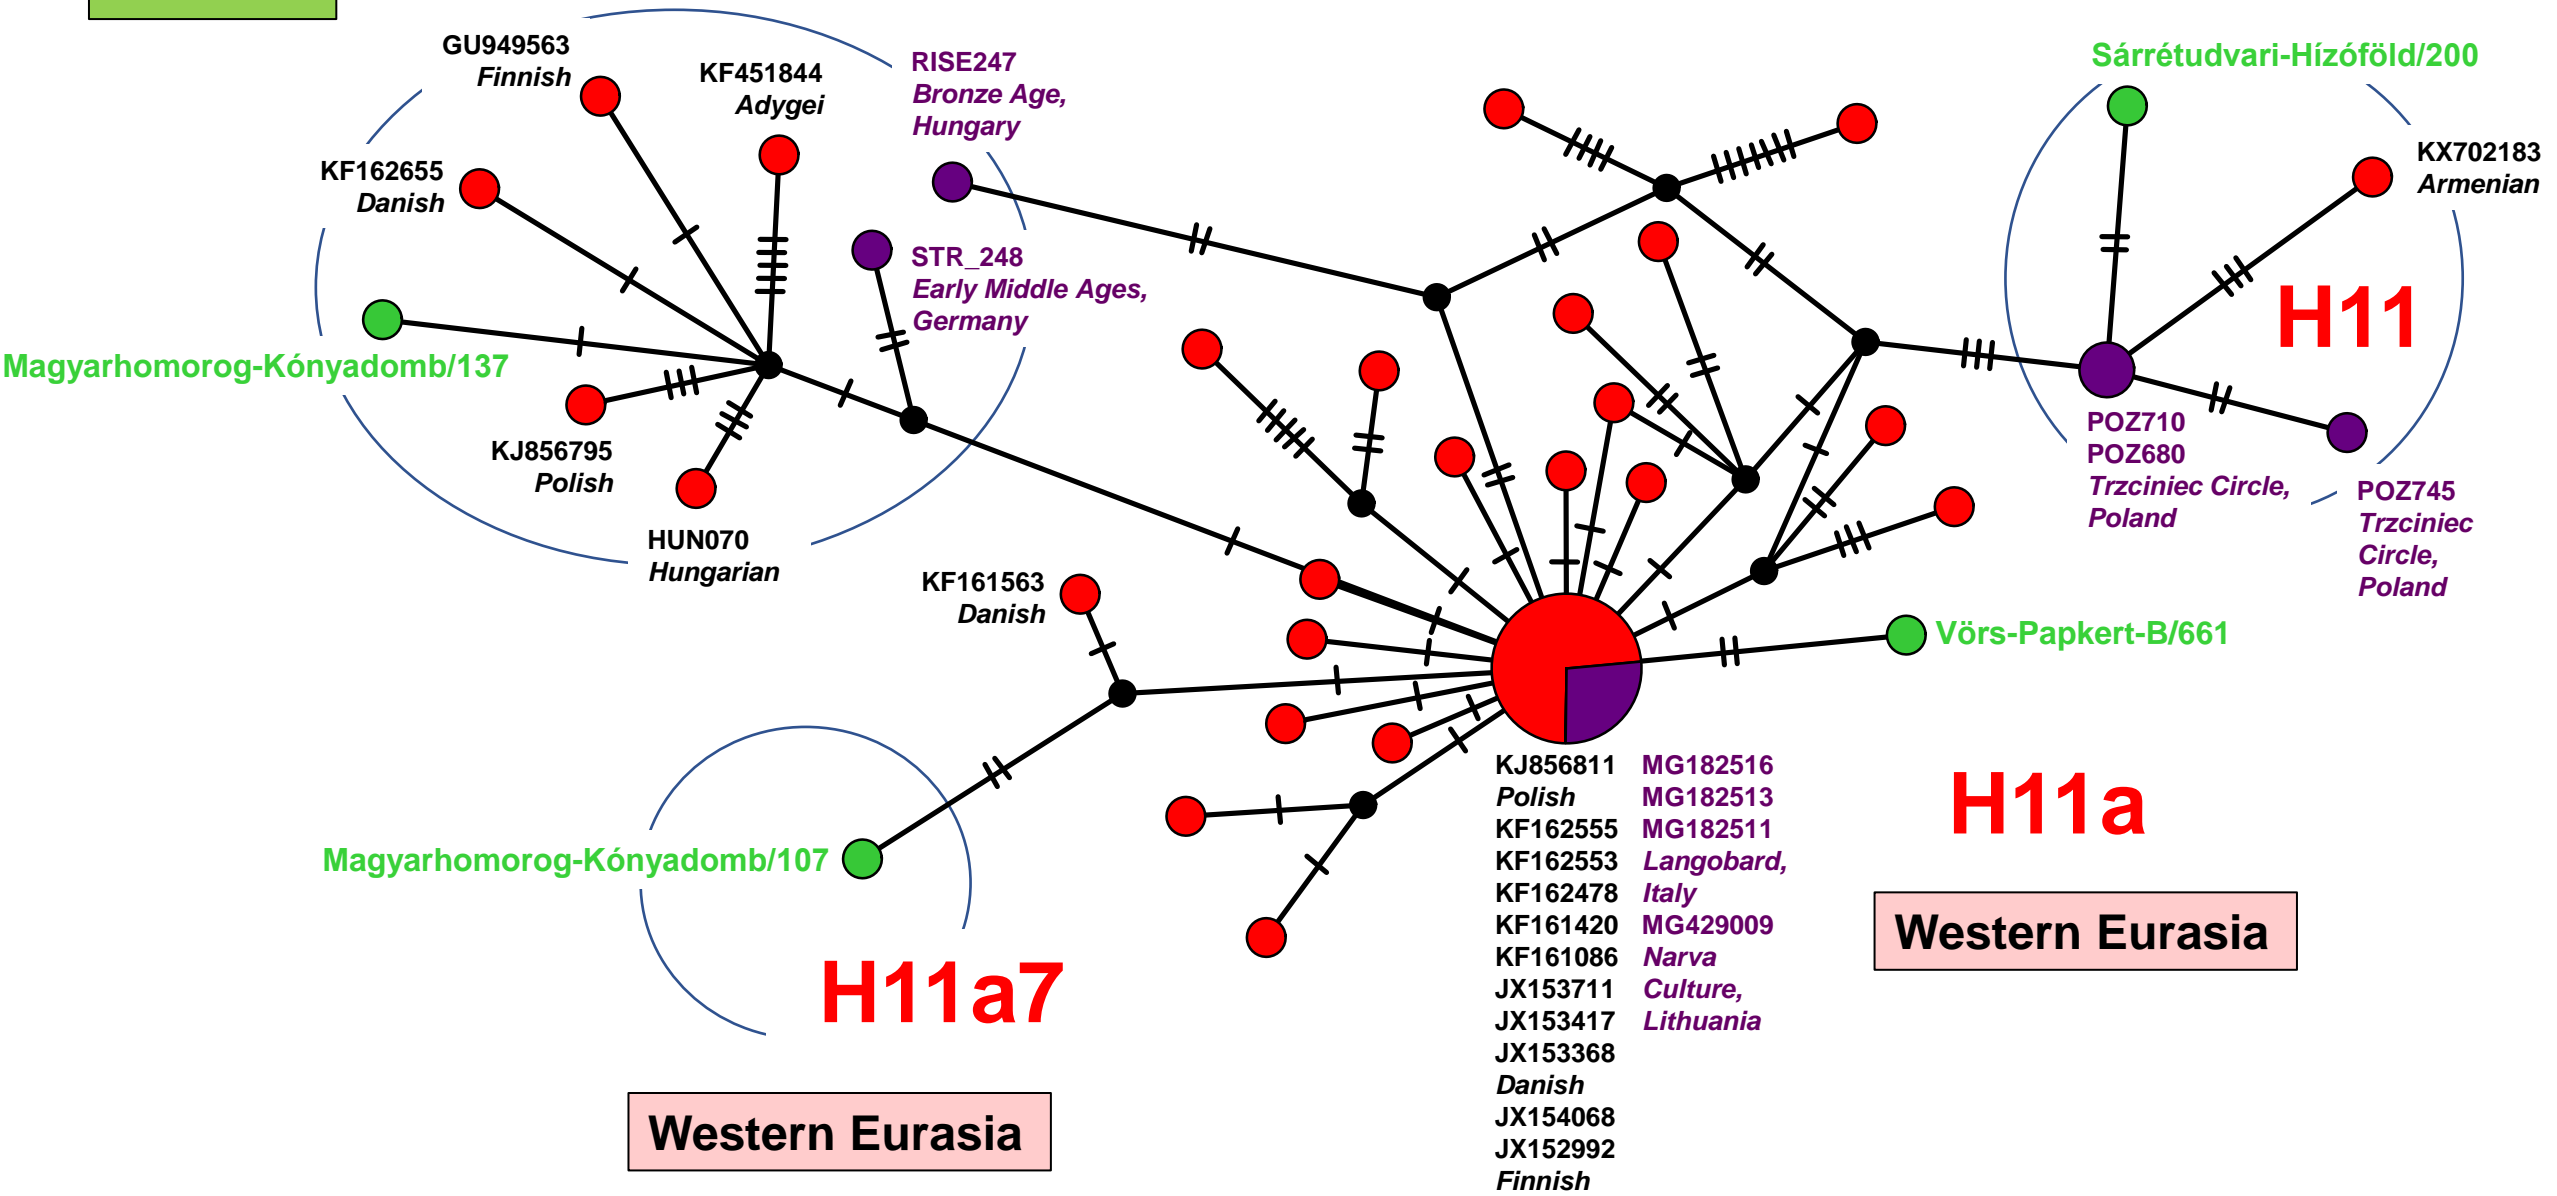 GU949563
Finnish
KF451844
Adygei
RISE247
Bronze Age,
Hungary
KF162655
Danish
STR_248
Early Middle Ages,
Germany
Magyarhomorog-Kónyadomb/137
KJ856795
Polish
HUN070
Hungarian
Sárrétudvari-Hízóföld/200
KX702183
Armenian
H11
POZ710
POZ680
Trzciniec Circle,
Poland
POZ745
Trzciniec
Circle,
Poland
KF161563
Danish
Vörs-Papkert-B/661
Magyarhomorog-Kónyadomb/107
H11a7
Western Eurasia
KJ856811
Polish
KF162555
KF162553
KF162478
KF161420
KF161086
JX153711
JX153417
JX153368
Danish
JX154068
JX152992
Finnish
MG182516
MG182513
MG182511
Langobard,
Italy
MG429009
Narva
Culture,
Lithuania
H11a
Western Eurasia